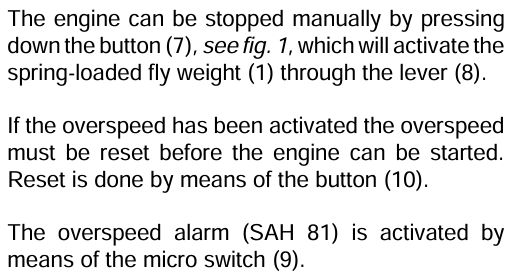 The engine can be stopped manually by pressing
down the button (7), see fig. 1, which will activate the
spring-loaded fly weight (1) through the lever (8).
If the overspeed has been activated the overspeed
must be reset before the engine can be started.
Reset is done by means of the button (10).
The overspeed alarm (SAH 81) is activated by
means of the micro switch (9).